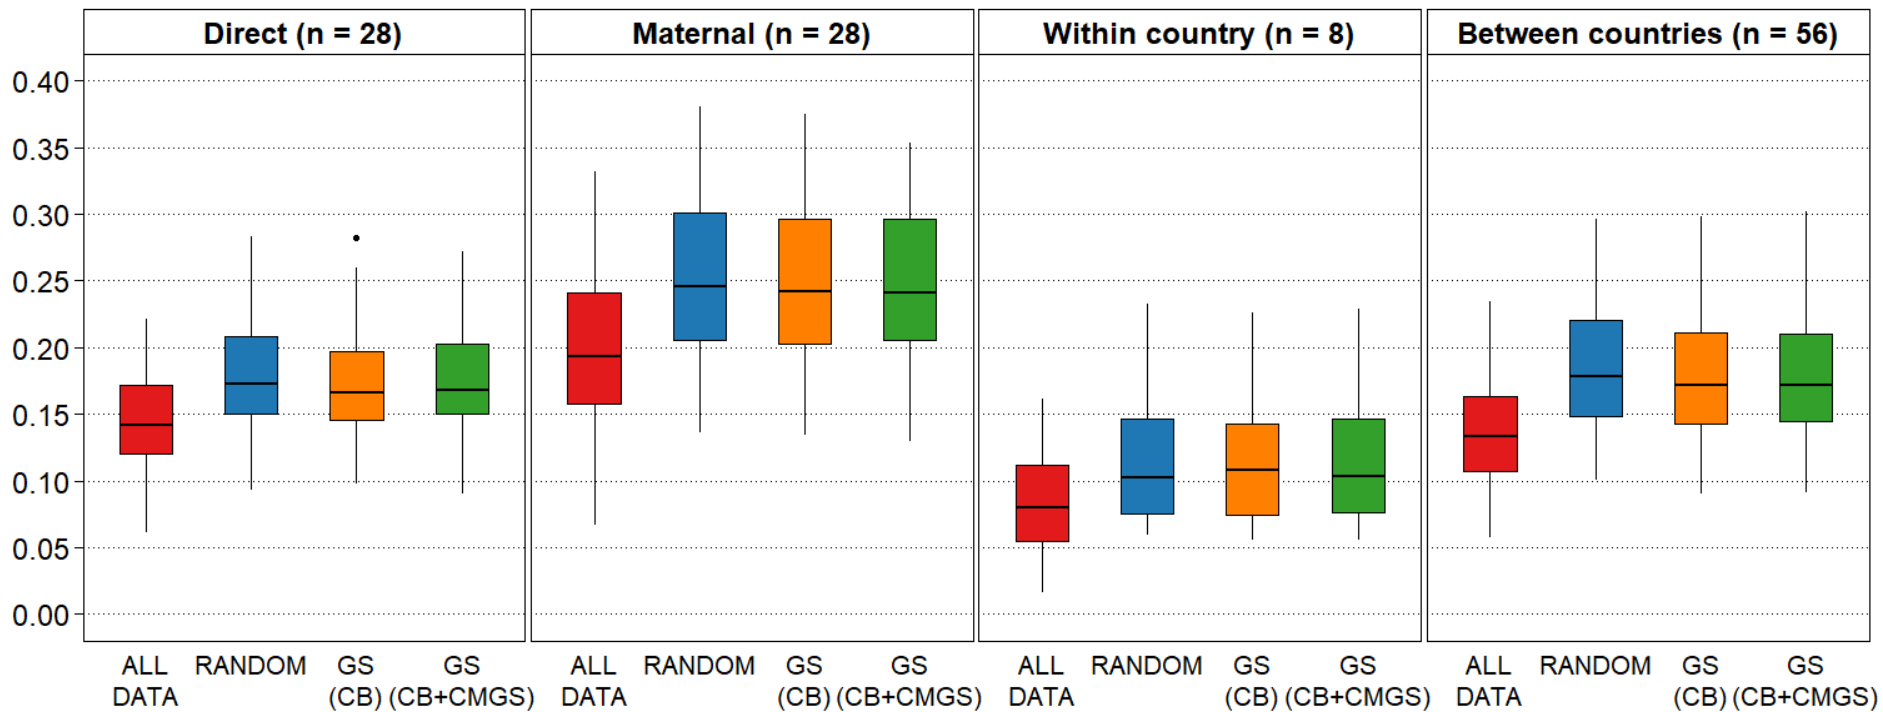 Direct (n = 28)
Maternal (n = 28)
Within country (n = 8)
Between countries (n = 56)
0.40
0.35
0.30
0.25
0.20
0.15
0.10
0.05
0.00
ALL RANDOM GS GS ALL RANDOM GS GS ALL RANDOM GS GS ALL RANDOM GS GS
DATA (CB) (CB+CMGS) DATA (CB) (CB+CMGS) DATA (CB) (CB+CMGS) DATA (CB) (CB+CMGS)